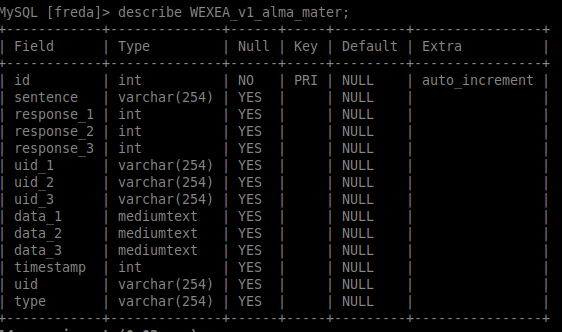 MySQL [freda]> describe WEXEA_v1_alma_mater;
+------------+--------------+------+-----+---------+----------------+
| Field      | Type         | Null | Key | Default | Extra          |
+------------+--------------+------+-----+---------+----------------+
| id         | int          | NO   | PRI | NULL    | auto_increment |
| sentence   | varchar(254) | YES  |     | NULL    |                |
| response_1 | int          | YES  |     | NULL    |                |
| response_2 | int          | YES  |     | NULL    |                |
| response_3 | int          | YES  |     | NULL    |                |
| uid_1      | varchar(254) | YES  |     | NULL    |                |
| uid_2      | varchar(254) | YES  |     | NULL    |                |
| uid_3      | varchar(254) | YES  |     | NULL    |                |
| data_1     | mediumtext   | YES  |     | NULL    |                |
| data_2     | mediumtext   | YES  |     | NULL    |                |
| data_3     | mediumtext   | YES  |     | NULL    |                |
| timestamp  | int          | YES  |     | NULL    |                |
| uid        | varchar(254) | YES  |     | NULL    |                |
| type       | varchar(254) | YES  |     | NULL    |                |
+------------+--------------+------+-----+---------+----------------+